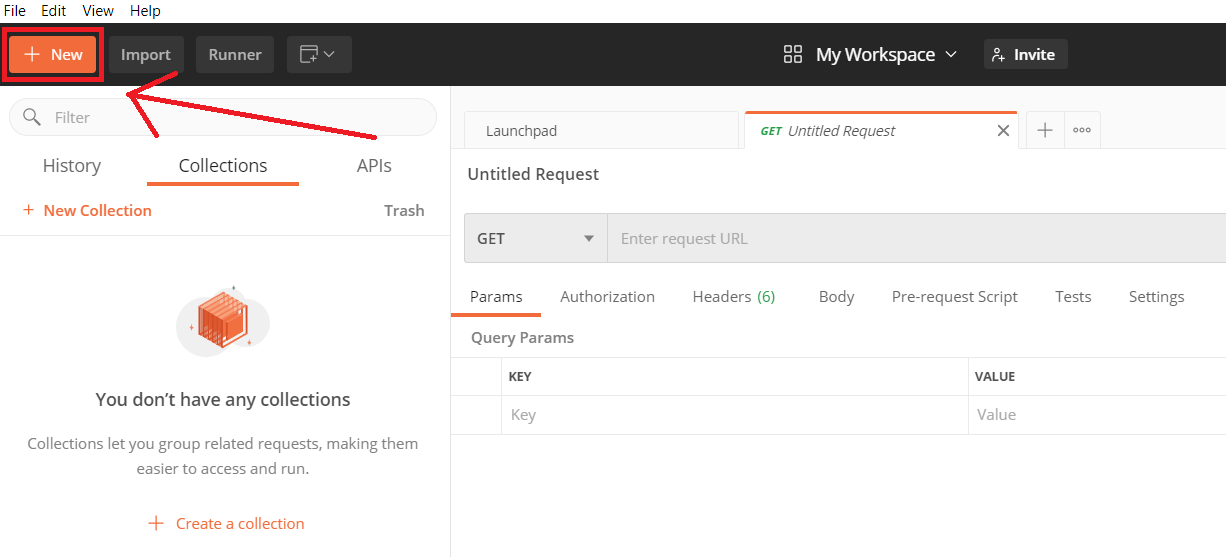 File Edit View Help
New Import Runner My Workspace Invite
Filter
History Collections APIs
New Collection Trash
You don’t have any collections
Collections let you group related requests, making them
easier to access and run.
Create a collection
Launchpad GET Untitled Request
Untitled Request
GET Enter request URL
Params Authorization Headers (6) Body Pre-request Script Tests Settings
Query Params
KEY VALUE
Key Value